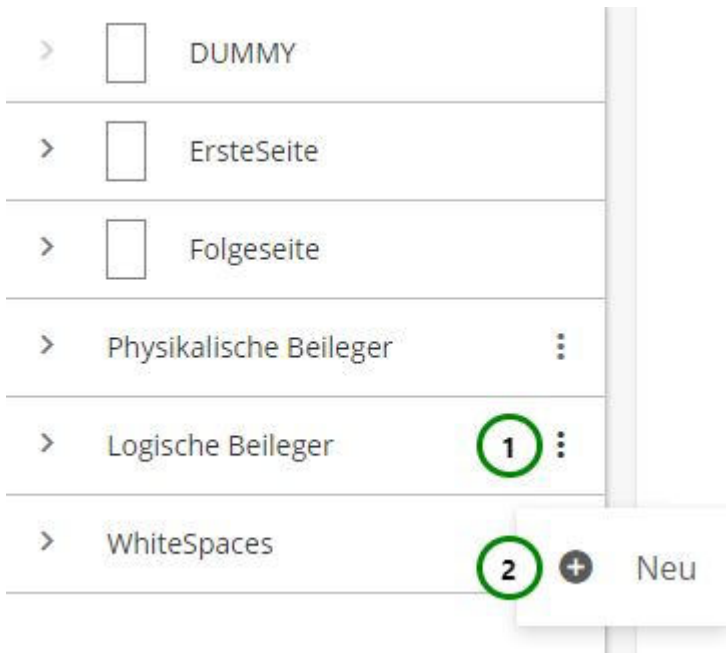 DUMMY
ErsteSeite
Folgeseite
Physikalische Beileger
Logische Beileger 1
WhiteSpaces
2 Neu